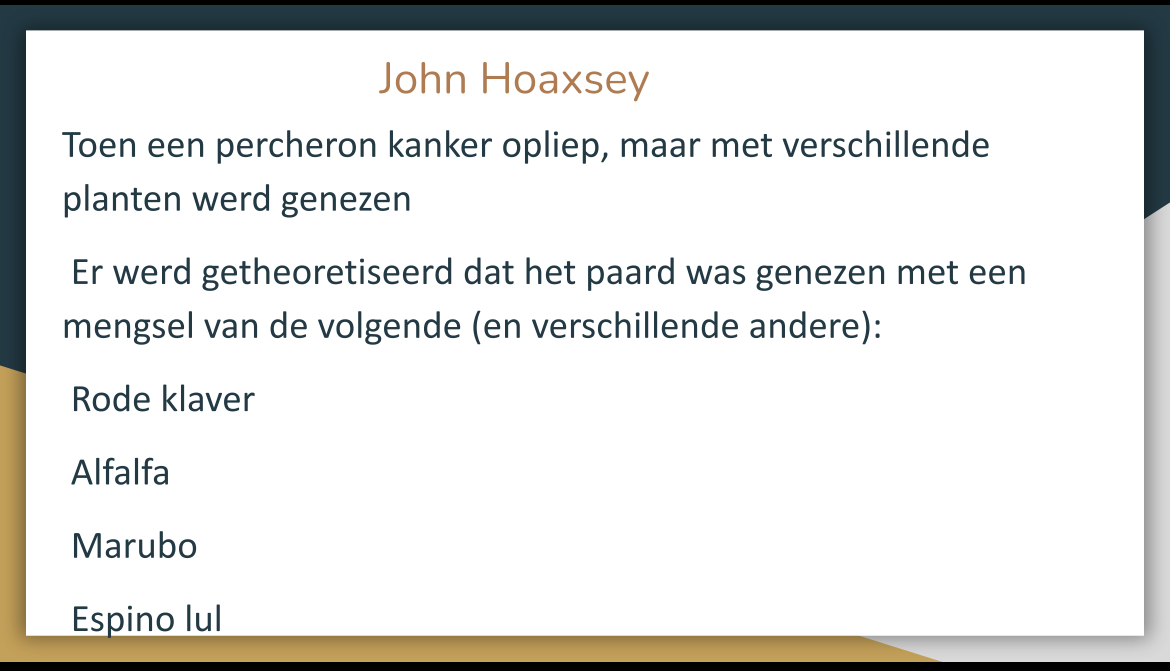 John Hoaxsey
Toen een percheron kanker opliep, maar met verschillende
planten werd genezen
Er werd getheoretiseerd dat het paard was genezen met een
mengsel van de volgende (en verschillende andere):
Rode klaver
Alfalfa
Marubo
Espino lul